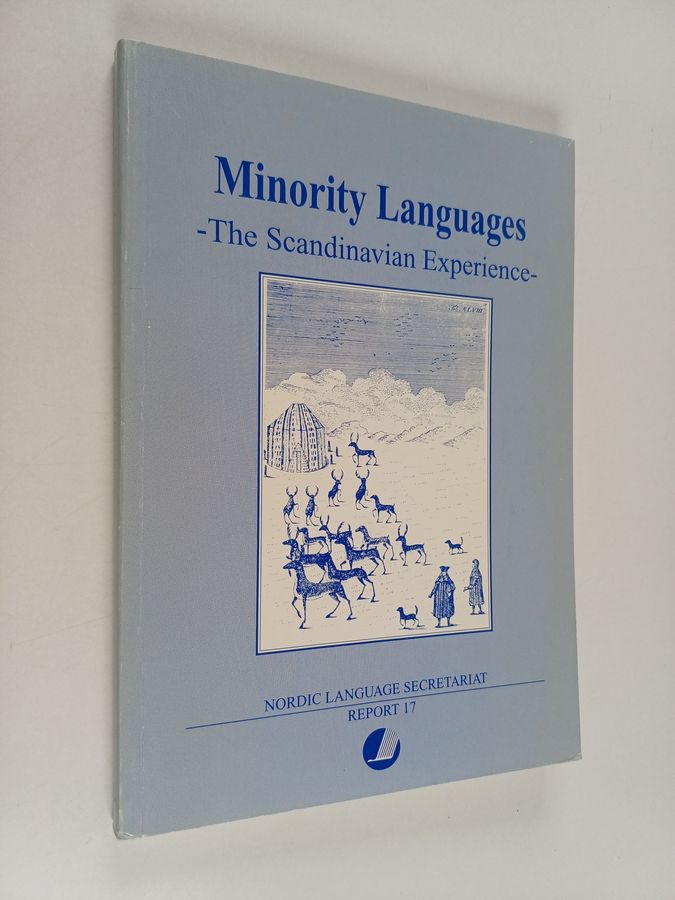 Minority Languages
-The Scandinavian Experience-
NORDIC LANGUAGE SECRETARIAT
REPORT 17